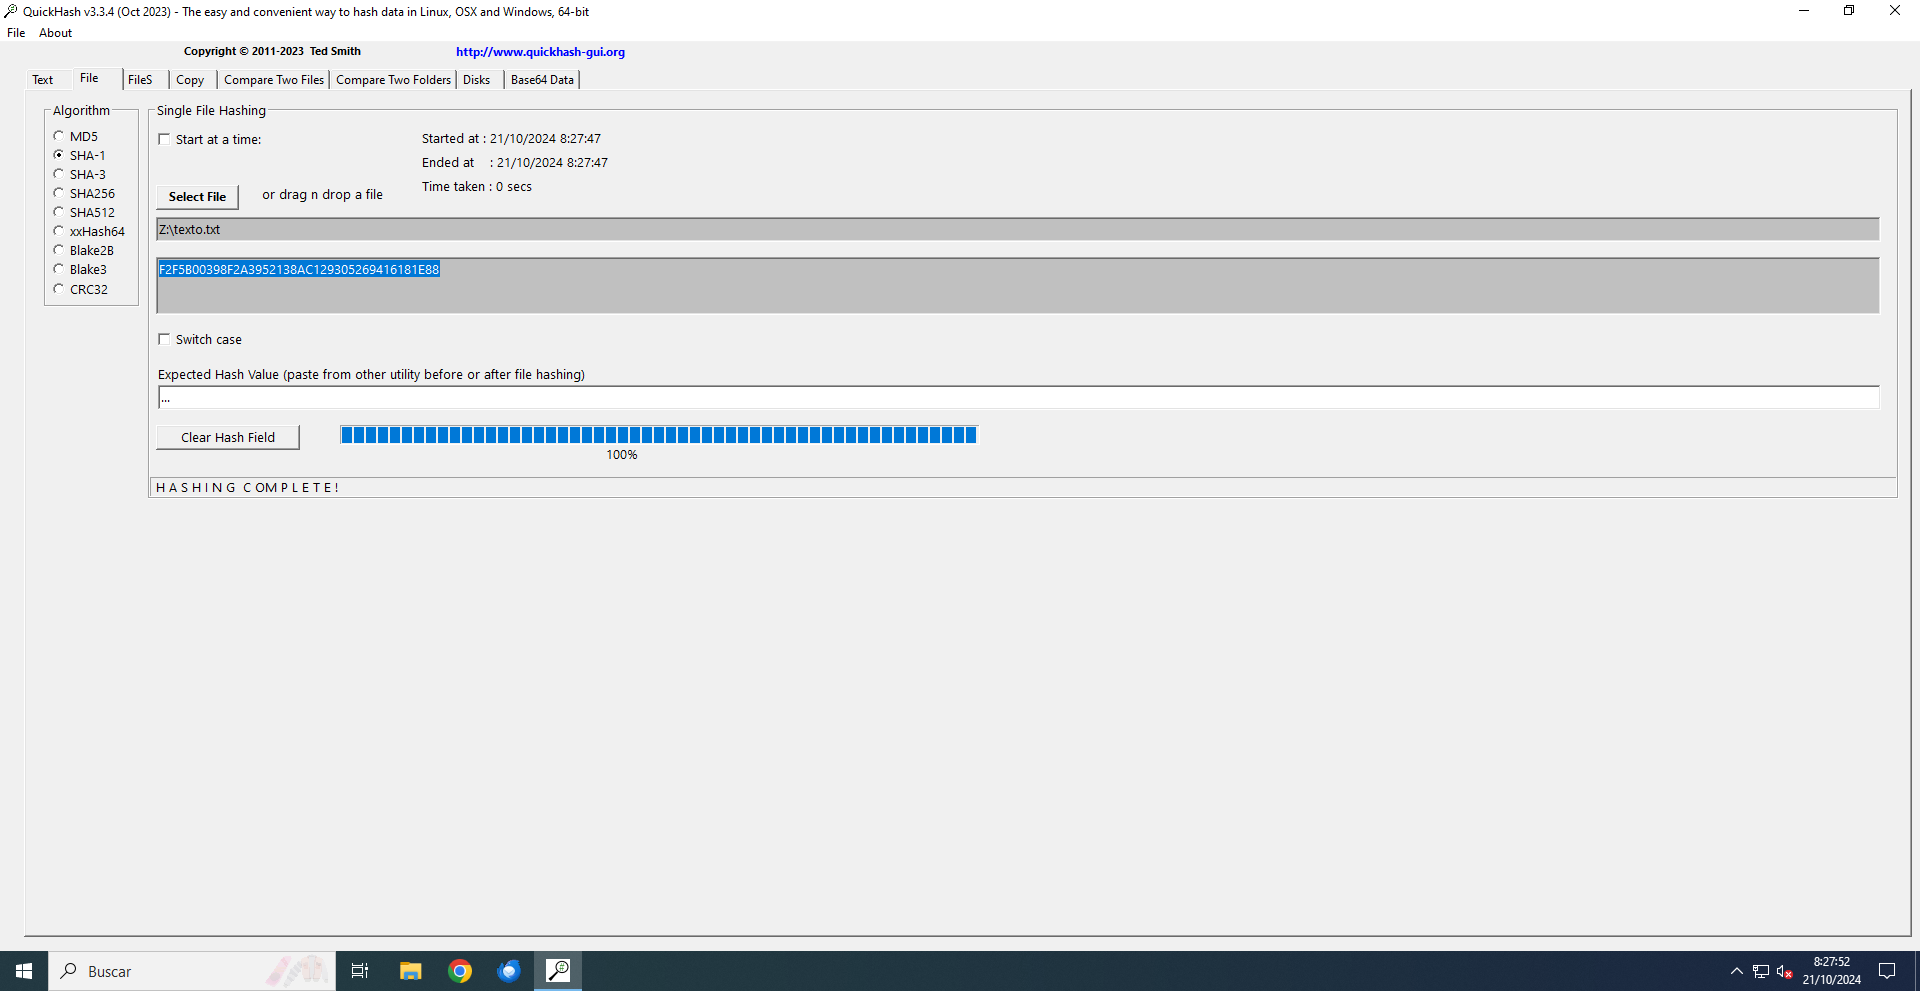 QuickHash v3.3.4 (Oct 2023) - The easy and convenient way to hash data in Linux, OSX and Windows, 64-bit
File About
Copyright © 2011-2023 Ted Smith http://www.quickhash-gui.org
Text File FileS Copy Compare Two Files Compare Two Folders Disks Base64 Data
Algorithm
MD5
SHA-1
SHA-3
SHA256
SHA512
xxHash64
Blake2B
Blake3
CRC32
Single File Hashing
Start at a time:
Started at : 21/10/2024 8:27:47
Ended at : 21/10/2024 8:27:47
Time taken : 0 secs
Select File or drag n drop a file
Z:\texto.txt
F2F5B00398F2A3952138AC129305269416181E88
Switch case
Expected Hash Value (paste from other utility before or after file hashing)
...
Clear Hash Field
100%
HASHING COMPLETE!
Buscar
8:27:52
21/10/2024